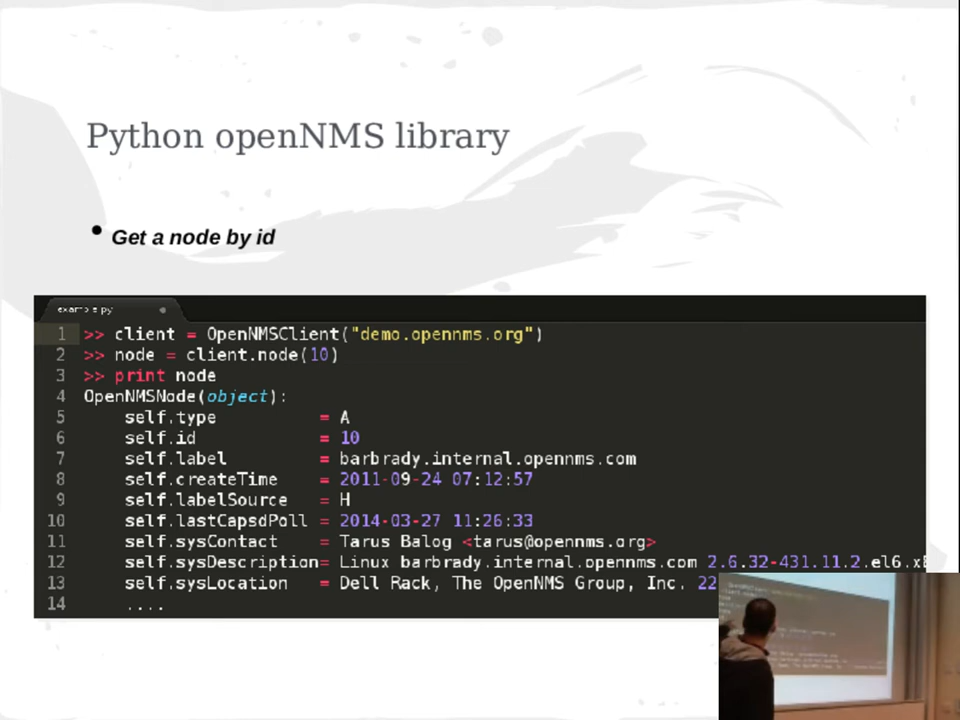 Python openNMS library
• Get a node by id
example.py
1 >> client = OpenNMSClient("demo.opennms.org")
2 >> node = client.node(10)
3 >> print node
4 OpenNMSNode(object):
5 self.type = A
6 self.id = 10
7 self.label = barbrady.internal.opennms.com
8 self.createTime = 2011-09-24 07:12:57
9 self.labelSource = H
10 self.lastCapsdPoll = 2014-03-27 11:26:33
11 self.sysContact = Tarus Balog <tarus@opennms.org>
12 self.sysDescription= Linux barbrady.internal.opennms.com 2.6.32-431.11.2.el6.x
13 self.sysLocation = Dell Rack, The OpenNMS Group, Inc. 22
14 ....